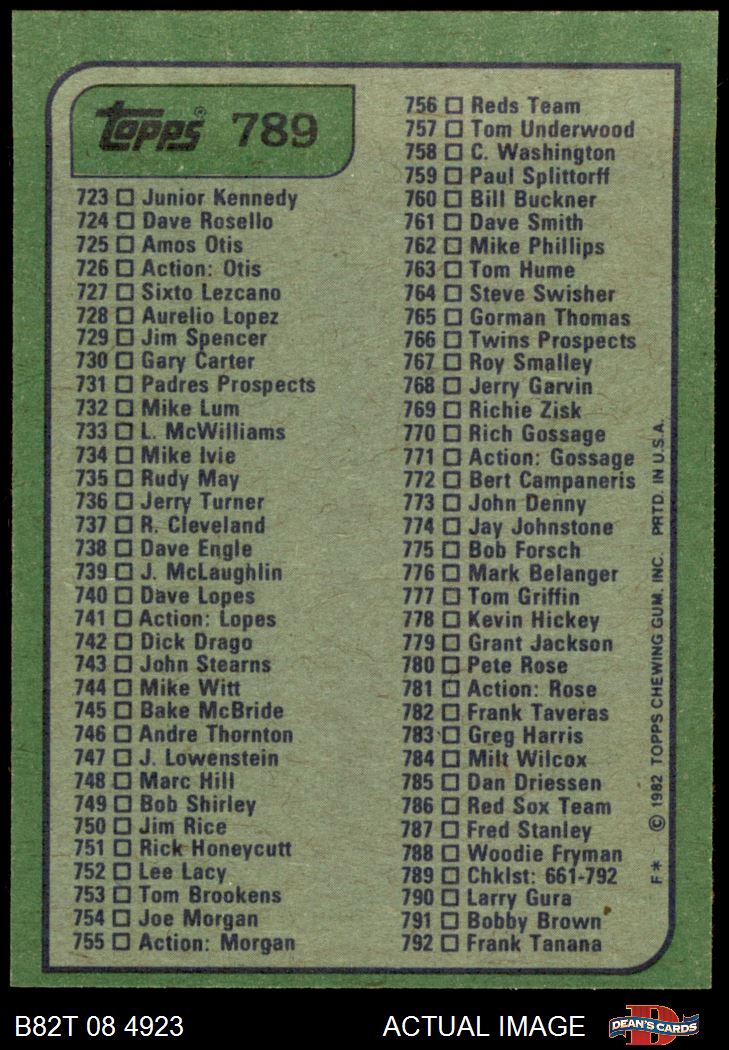 topps® 789
723 ☐ Junior Kennedy
724 ☐ Dave Rosello
725 ☐ Amos Otis
726 ☐ Action: Otis
727 ☐ Sixto Lezcano
728 ☐ Aurelio Lopez
729 ☐ Jim Spencer
730 ☐ Gary Carter
731 ☐ Padres Prospects
732 ☐ Mike Lum
733 ☐ L. McWilliams
734 ☐ Mike Ivie
735 ☐ Rudy May
736 ☐ Jerry Turner
737 ☐ R. Cleveland
738 ☐ Dave Engle
739 ☐ J. McLaughlin
740 ☐ Dave Lopes
741 ☐ Action: Lopes
742 ☐ Dick Drago
743 ☐ John Stearns
744 ☐ Mike Witt
745 ☐ Bake McBride
746 ☐ Andre Thornton
747 ☐ J. Lowenstein
748 ☐ Marc Hill
749 ☐ Bob Shirley
750 ☐ Jim Rice
751 ☐ Rick Honeycutt
752 ☐ Lee Lacy
753 ☐ Tom Brookens
754 ☐ Joe Morgan
755 ☐ Action: Morgan
756 ☐ Reds Team
757 ☐ Tom Underwood
758 ☐ C. Washington
759 ☐ Paul Splittorff
760 ☐ Bill Buckner
761 ☐ Dave Smith
762 ☐ Mike Phillips
763 ☐ Tom Hume
764 ☐ Steve Swisher
765 ☐ Gorman Thomas
766 ☐ Twins Prospects
767 ☐ Roy Smalley
768 ☐ Jerry Garvin
769 ☐ Richie Zisk
770 ☐ Rich Gossage
771 ☐ Action: Gossage
772 ☐ Bert Campaneris
773 ☐ John Denny
774 ☐ Jay Johnstone
775 ☐ Bob Forsch
776 ☐ Mark Belanger
777 ☐ Tom Griffin
778 ☐ Kevin Hickey
779 ☐ Grant Jackson
780 ☐ Pete Rose
781 ☐ Action: Rose
782 ☐ Frank Taveras
783 ☐ Greg Harris
784 ☐ Milt Wilcox
785 ☐ Dan Driessen
786 ☐ Red Sox Team
787 ☐ Fred Stanley
788 ☐ Woodie Fryman
789 ☐ Chklst: 661-792
790 ☐ Larry Gura
791 ☐ Bobby Brown
792 ☐ Frank Tanana
F* © 1982 TOPPS CHEWING GUM, INC. PRTD. IN U.S.A.
B82T 08 4923
ACTUAL IMAGE
D
DEAN'S CARDS